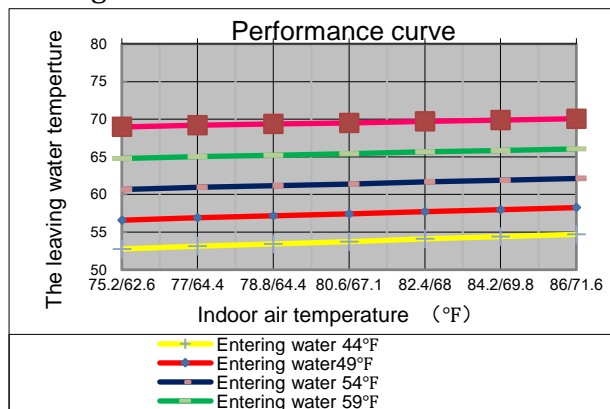 Performance curve
80
75
70
65
60
55
50
The leaving water temperture
75.2/62.6 77/64.4 78.8/64.4 80.6/67.1 82.4/68 84.2/69.8 86/71.6
Indoor air temperature （℉）
Entering water 44℉
Entering water49℉
Entering water 54℉
Entering water 59℉